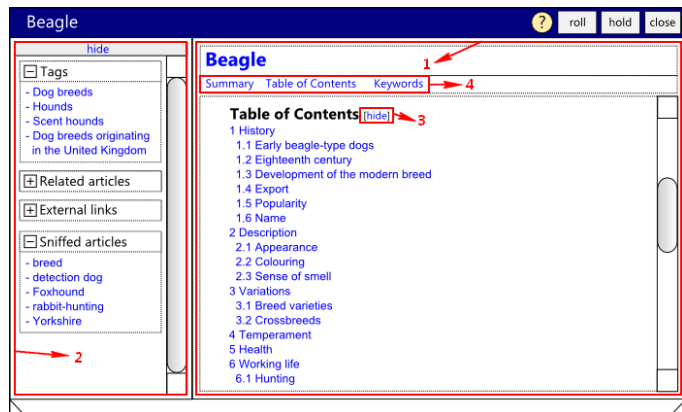 Beagle
? roll hold close
hide
Tags
- Dog breeds
- Hounds
- Scent hounds
- Dog breeds originating
in the United Kingdom
Related articles
External links
Sniffed articles
- breed
- detection dog
- Foxhound
- rabbit-hunting
- Yorkshire
2
Beagle
1
Summary Table of Contents Keywords
4
Table of Contents [hide]
3
1 History
1.1 Early beagle-type dogs
1.2 Eighteenth century
1.3 Development of the modern breed
1.4 Export
1.5 Popularity
1.6 Name
2 Description
2.1 Appearance
2.2 Colouring
2.3 Sense of smell
3 Variations
3.1 Breed varieties
3.2 Crossbreeds
4 Temperament
5 Health
6 Working life
6.1 Hunting